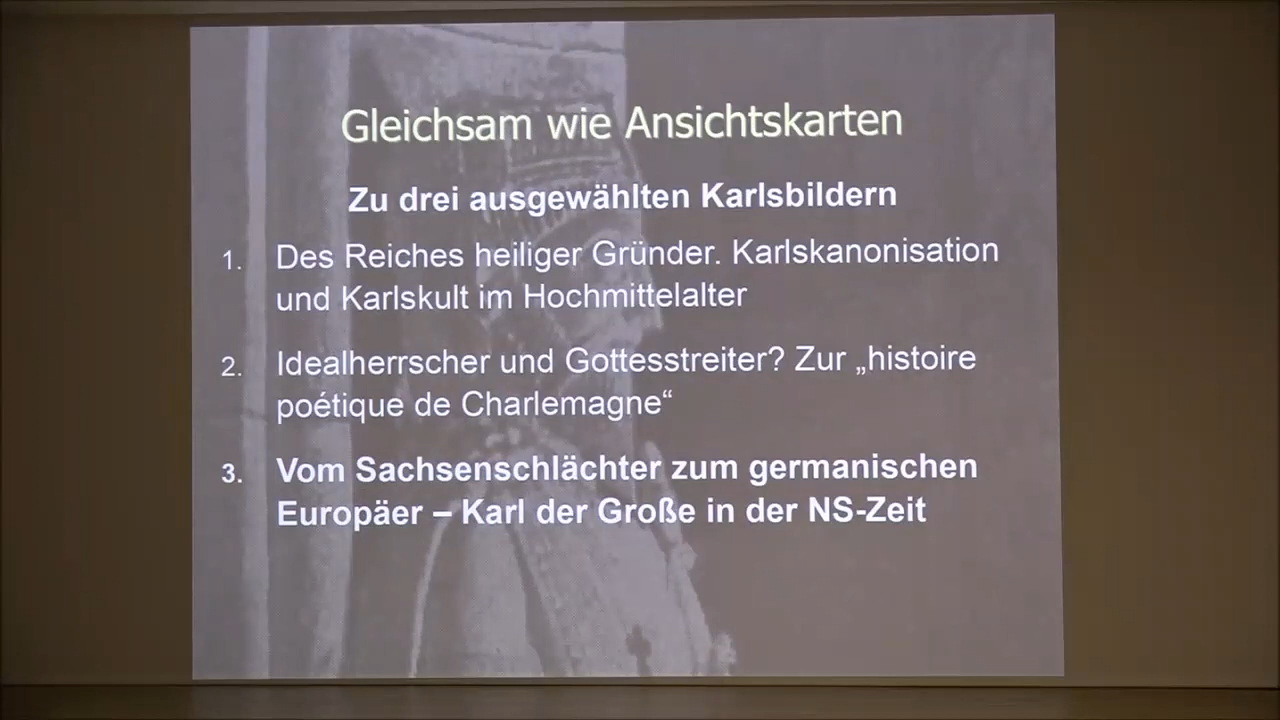 Gleichsam wie Ansichtskarten
Zu drei ausgewählten Karlsbildern
1. Des Reiches heiliger Gründer. Karlskanonisation
und Karlskult im Hochmittelalter
2. Idealherrscher und Gottesstreiter? Zur „histoire
poétique de Charlemagne“
3. Vom Sachsenschlächter zum germanischen
Europäer – Karl der Große in der NS-Zeit